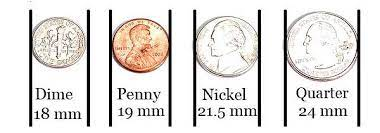 Dime
18 mm
Penny
19 mm
Nickel
21.5 mm
Quarter
24 mm